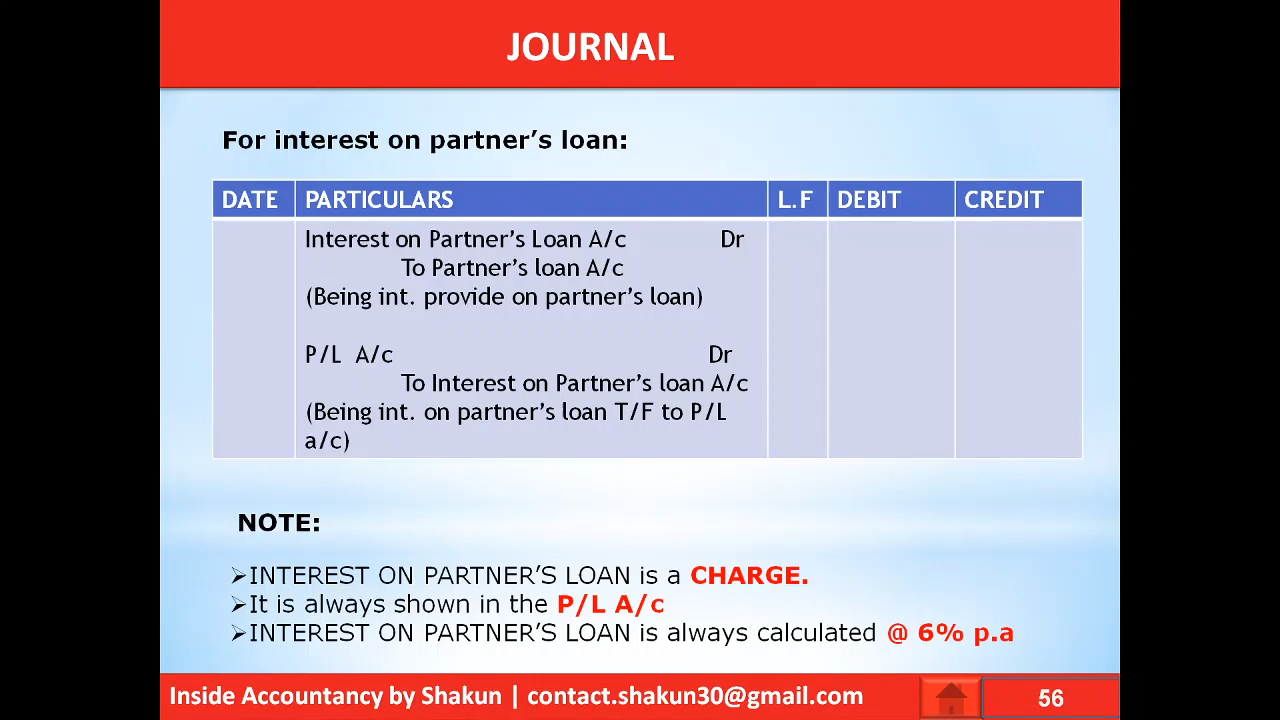 JOURNAL
For interest on partner’s loan:
DATE PARTICULARS L.F DEBIT CREDIT
Interest on Partner’s Loan A/c Dr
To Partner’s loan A/c
(Being int. provide on partner’s loan)
P/L A/c Dr
To Interest on Partner’s loan A/c
(Being int. on partner’s loan T/F to P/L
a/c)
NOTE:
➢INTEREST ON PARTNER’S LOAN is a CHARGE.
➢It is always shown in the P/L A/c
➢INTEREST ON PARTNER’S LOAN is always calculated @ 6% p.a
Inside Accountancy by Shakun | contact.shakun30@gmail.com 56